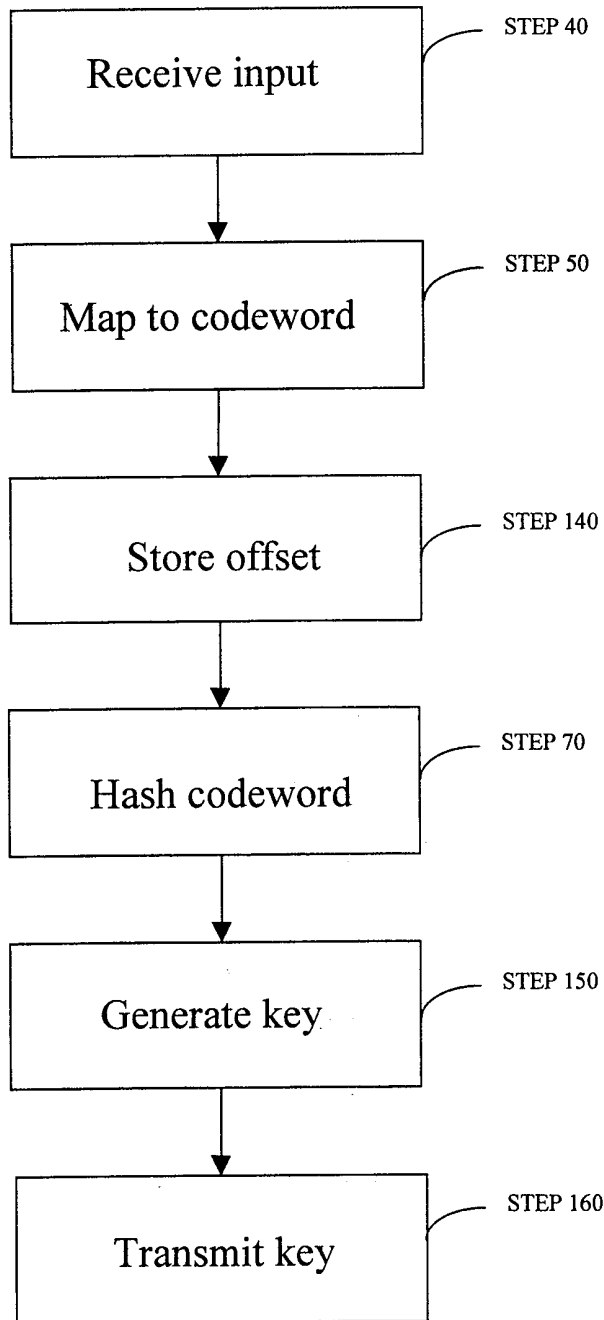 Receive input
STEP 40
Map to codeword
STEP 50
Store offset
STEP 140
Hash codeword
STEP 70
Generate key
STEP 150
Transmit key
STEP 160